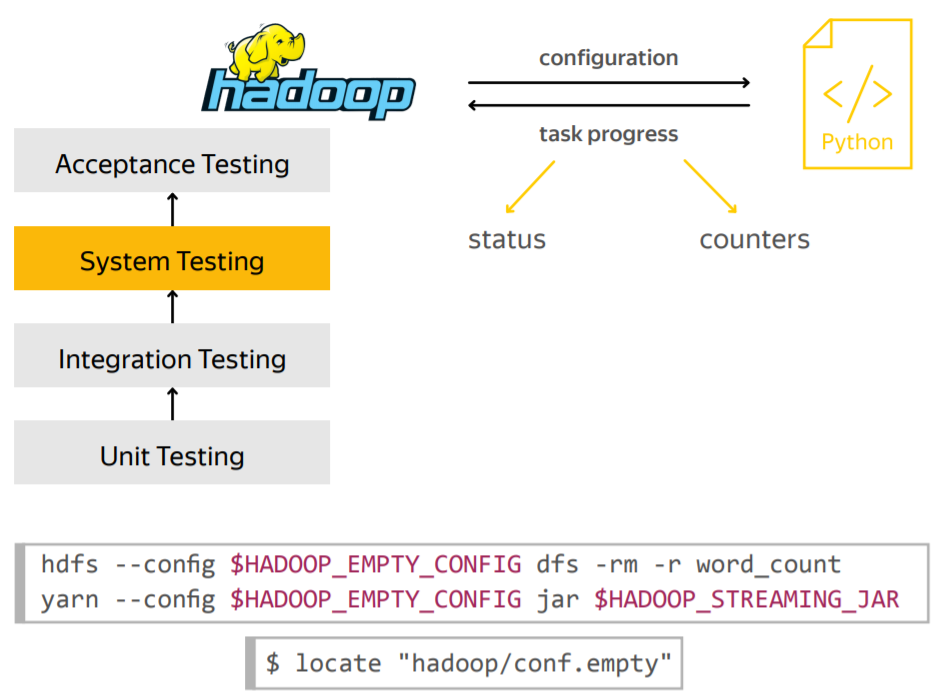 hadoop
configuration
task progress
status
counters
</>
Python
Acceptance Testing
System Testing
Integration Testing
Unit Testing
hdfs --config $HADOOP_EMPTY_CONFIG dfs -rm -r word_count
yarn --config $HADOOP_EMPTY_CONFIG jar $HADOOP_STREAMING_JAR
$ locate "hadoop/conf.empty"